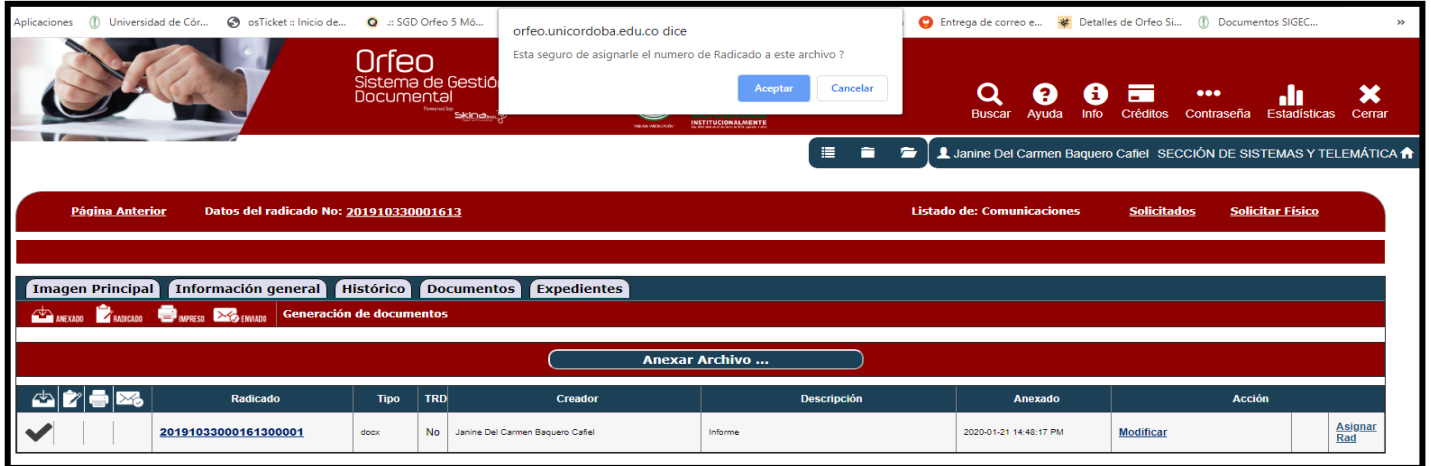 Aplicaciones Universidad de Cór... osTicket :: Inicio de... .:: SGD Orfeo 5 Mó... Entrega de correo e... Detalles de Orfeo Si... Documentos SIGEC... »
orfeo.unicordoba.edu.co dice
Esta seguro de asignarle el numero de Radicado a este archivo ?
Aceptar Cancelar
Orfeo
Sistema de Gestió
Documental
Powered by:
Skina
INSTITUCIONALMENTE
Buscar Ayuda Info Créditos Contraseña Estadísticas Cerrar
Janine Del Carmen Baquero Cafiel SECCIÓN DE SISTEMAS Y TELEMÁTICA
Página Anterior Datos del radicado No: 201910330001613 Listado de: Comunicaciones Solicitados Solicitar Físico
Imagen Principal Información general Histórico Documentos Expedientes
ANEXADO RADICADO IMPRESO ENVIADO Generación de documentos
Anexar Archivo ...
Radicado Tipo TRD Creador Descripción Anexado Acción
20191033000161300001 docx No Janine Del Carmen Baquero Cafiel Informe 2020-01-21 14:48:17 PM Modificar Asignar
Rad